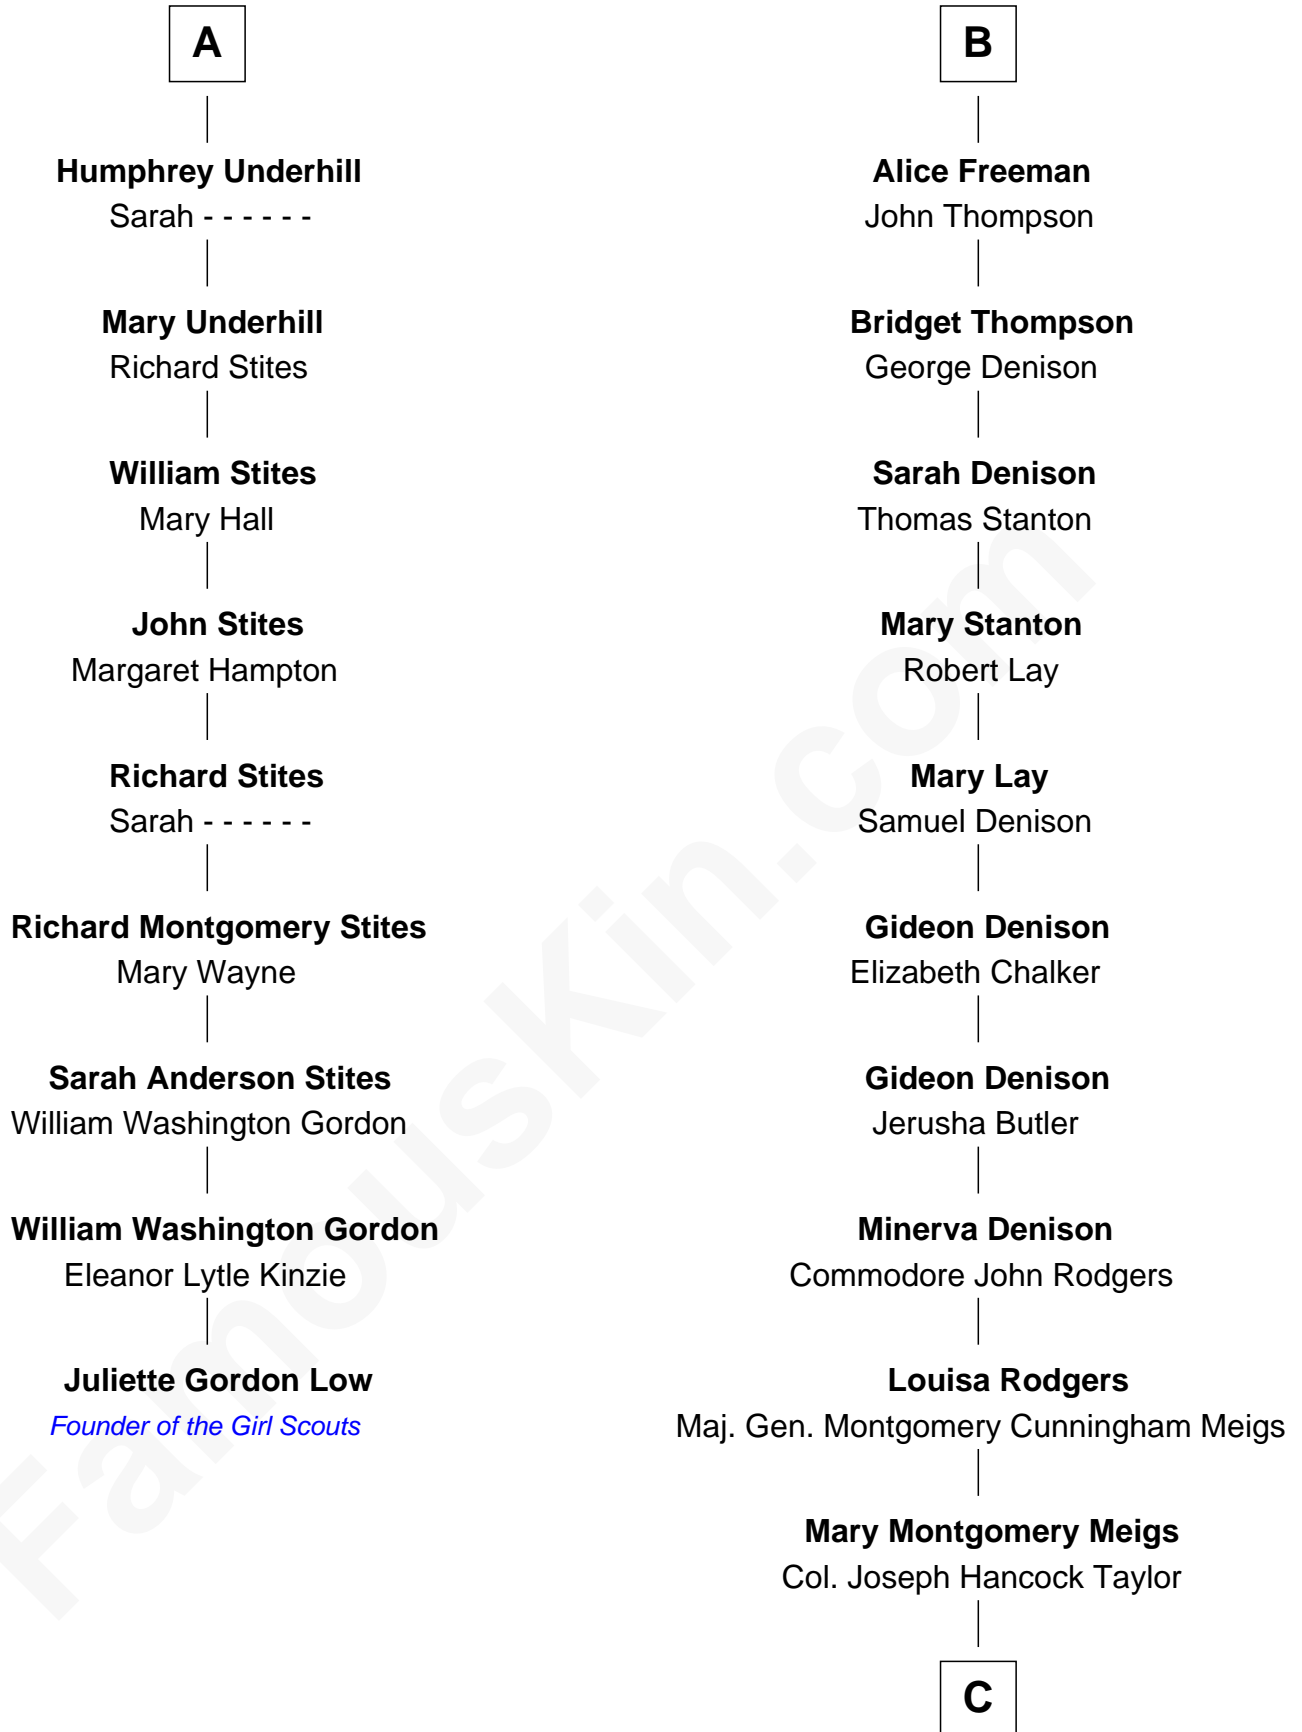 A
Humphrey Underhill
Sarah - - - - - -
Mary Underhill
Richard Stites
William Stites
Mary Hall
John Stites
Margaret Hampton
Richard Stites
Sarah - - - - - -
Richard Montgomery Stites
Mary Wayne
Sarah Anderson Stites
William Washington Gordon
William Washington Gordon
Eleanor Lytle Kinzie
Juliette Gordon Low
Founder of the Girl Scouts
B
Alice Freeman
John Thompson
Bridget Thompson
George Denison
Sarah Denison
Thomas Stanton
Mary Stanton
Robert Lay
Mary Lay
Samuel Denison
Gideon Denison
Elizabeth Chalker
Gideon Denison
Jerusha Butler
Minerva Denison
Commodore John Rodgers
Louisa Rodgers
Maj. Gen. Montgomery Cunningham Meigs
Mary Montgomery Meigs
Col. Joseph Hancock Taylor
C
FamousKin.com